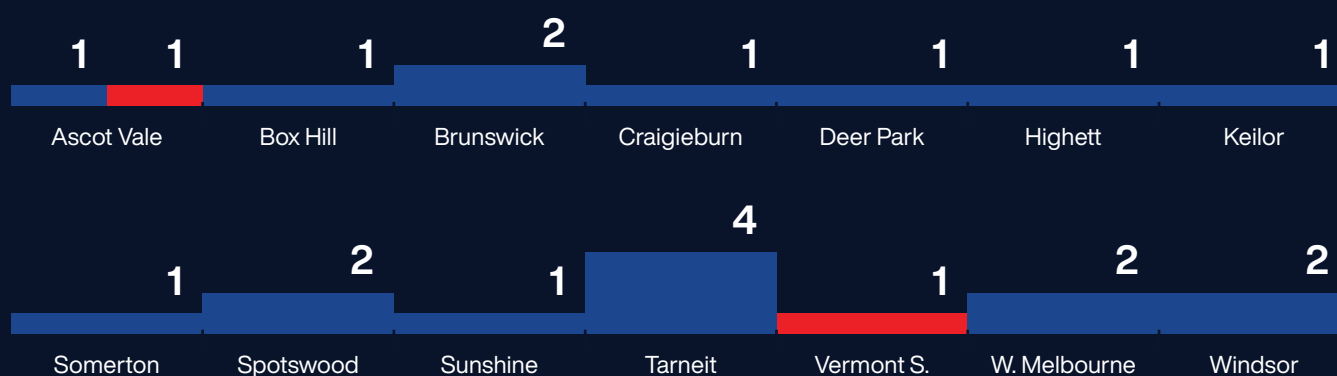 1 1 1 2 1 1 1 1
Ascot Vale Box Hill Brunswick Craigieburn Deer Park Highett Keilor
1 2 1 4 1 2 2
Somerton Spotswood Sunshine Tarneit Vermont S. W. Melbourne Windsor